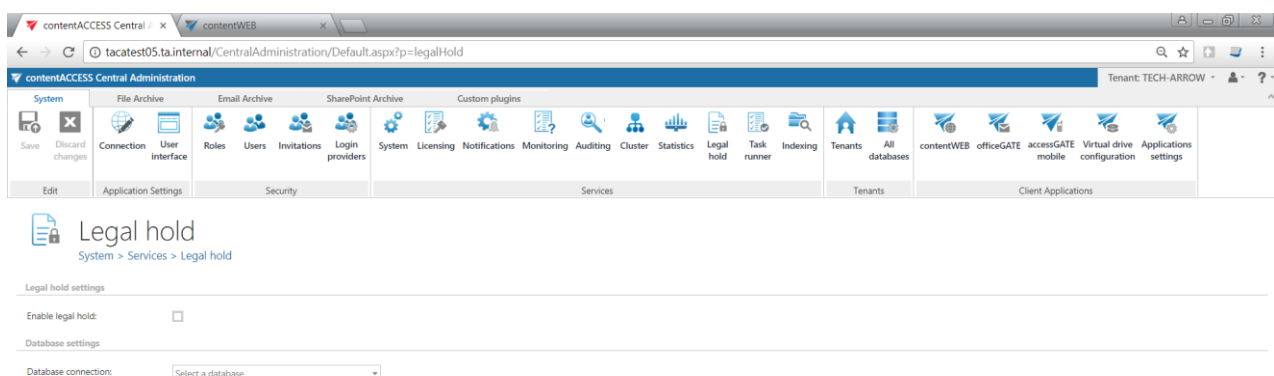 contentACCESS Central A
contentWEB
tacatest05.ta.internal/CentralAdministration/Default.aspx?p=legalHold
contentACCESS Central Administration
Tenant: TECH-ARROW
?
System File Archive Email Archive SharePoint Archive Custom plugins
Save
Discard changes
Connection
User interface
Roles
Users
Invitations
Login providers
System
Licensing
Notifications
Monitoring
Auditing
Cluster
Statistics
Legal hold
Task runner
Indexing
Tenants
All databases
contentWEB
officeGATE
accessGATE mobile
Virtual drive configuration
Applications settings
Edit Application Settings Security Services Tenants Client Applications
Legal hold
System > Services > Legal hold
Legal hold settings
Enable legal hold:
Database settings
Database connection: Select a database